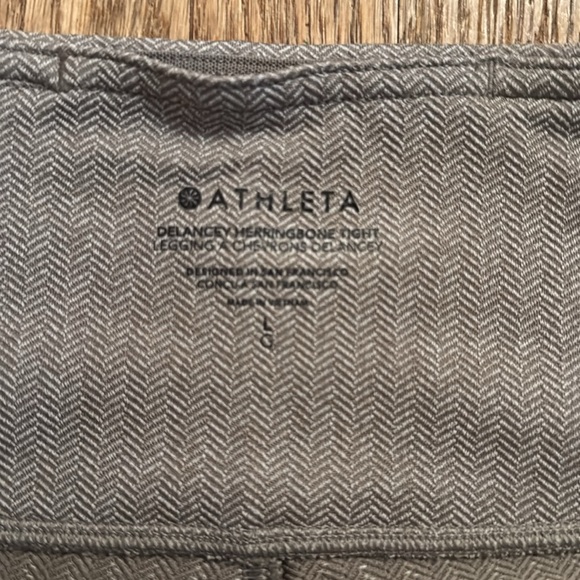 ATHLETA
DELANCEY HERRINGBONE TIGHT
LEGGING À CHEVRONS DELANCEY
DESIGNED IN SAN FRANCISCO
CONÇU À SAN FRANCISCO
MADE IN VIETNAM
L
G